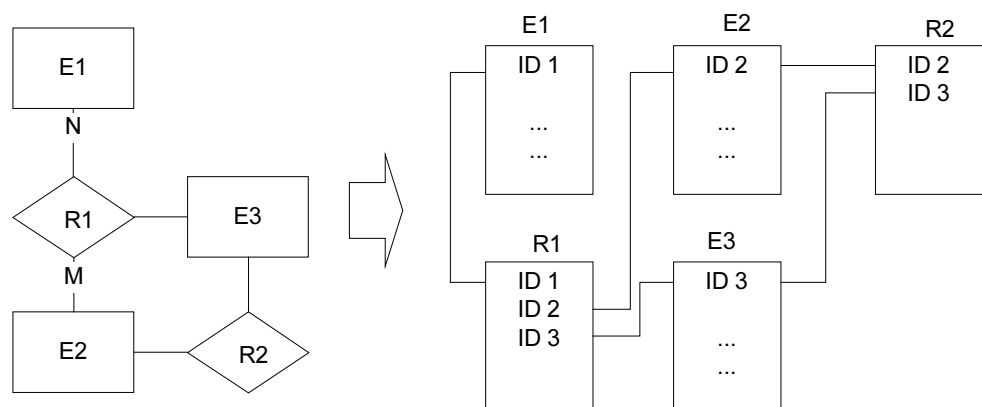 E1
N
R1
E3
M
E2
R2
E1
ID 1
...
...
E2
ID 2
...
...
R2
ID 2
ID 3
R1
ID 1
ID 2
ID 3
E3
ID 3
...
...